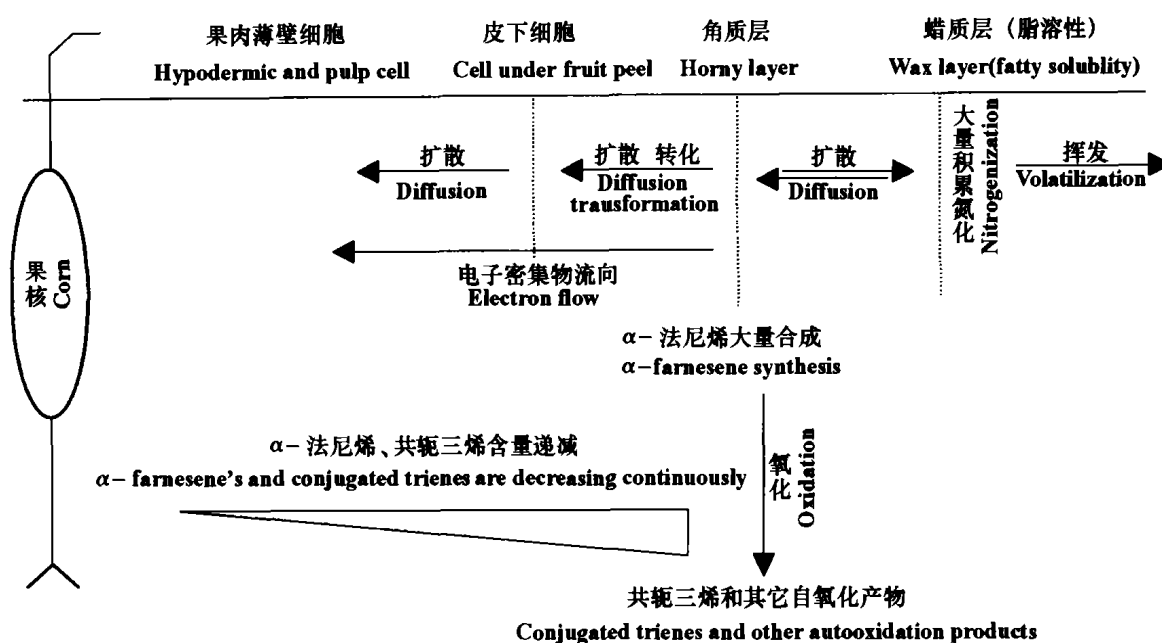 果肉薄壁细胞
Hypodermic and pulp cell
皮下细胞
Cell under fruit peel
角质层
Horny layer
蜡质层（脂溶性）
Wax layer(fatty solublity)
扩散
Diffusion
扩散 转化
Diffusion
trausformation
扩散
Diffusion
大量积累氮化
Nitrogenization
挥发
Volatilization
果核
Corn
电子密集物流向
Electron flow
α-法尼烯大量合成
α-farnesene synthesis
α-法尼烯、共轭三烯含量递减
α-farnesene's and conjugated trienes are decreasing continuously
氧化
Oxidation
共轭三烯和其它自氧化产物
Conjugated trienes and other autooxidation products